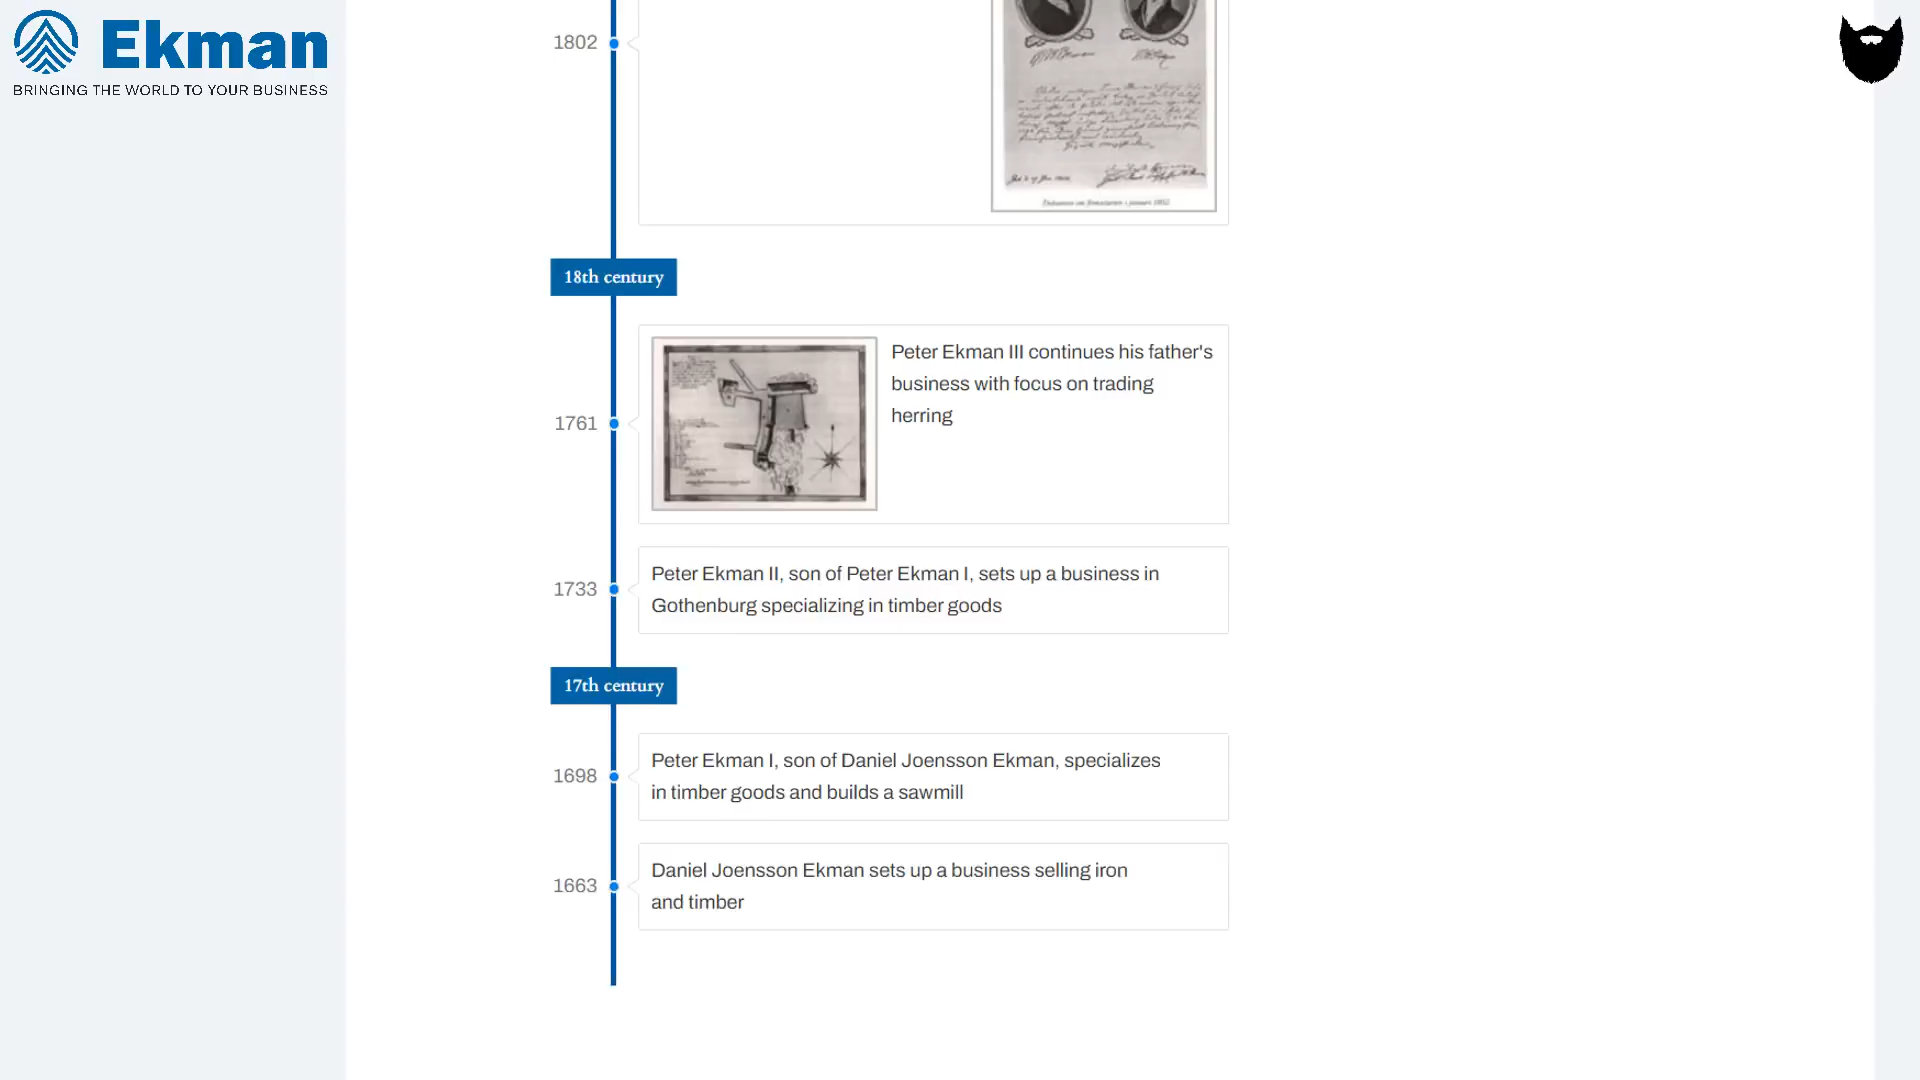 Ekman
BRINGING THE WORLD TO YOUR BUSINESS
1802
18th century
1761
Peter Ekman III continues his father's
business with focus on trading
herring
1733
Peter Ekman II, son of Peter Ekman I, sets up a business in
Gothenburg specializing in timber goods
17th century
1698
Peter Ekman I, son of Daniel Joensson Ekman, specializes
in timber goods and builds a sawmill
1663
Daniel Joensson Ekman sets up a business selling iron
and timber